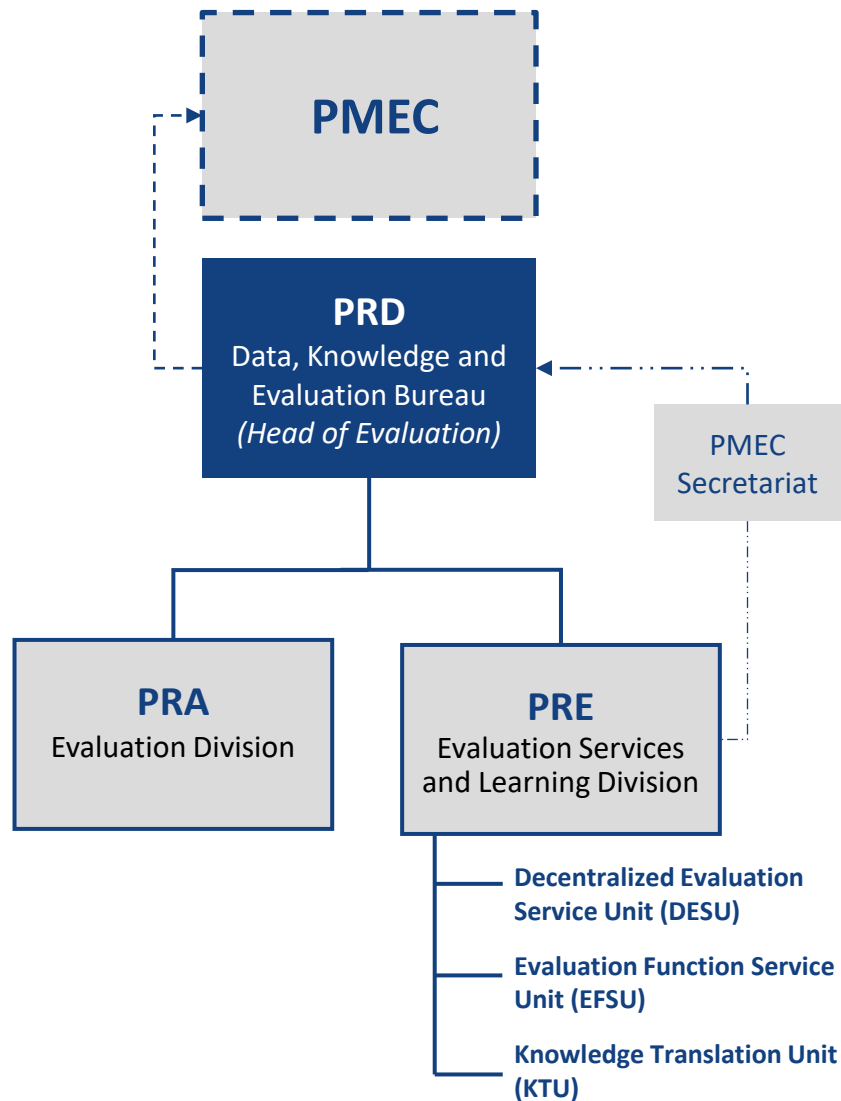 PMEC
PRD
Data, Knowledge and
Evaluation Bureau
(Head of Evaluation)
PMEC
Secretariat
PRA
Evaluation Division
PRE
Evaluation Services
and Learning Division
Decentralized Evaluation
Service Unit (DESU)
Evaluation Function Service
Unit (EFSU)
Knowledge Translation Unit
(KTU)